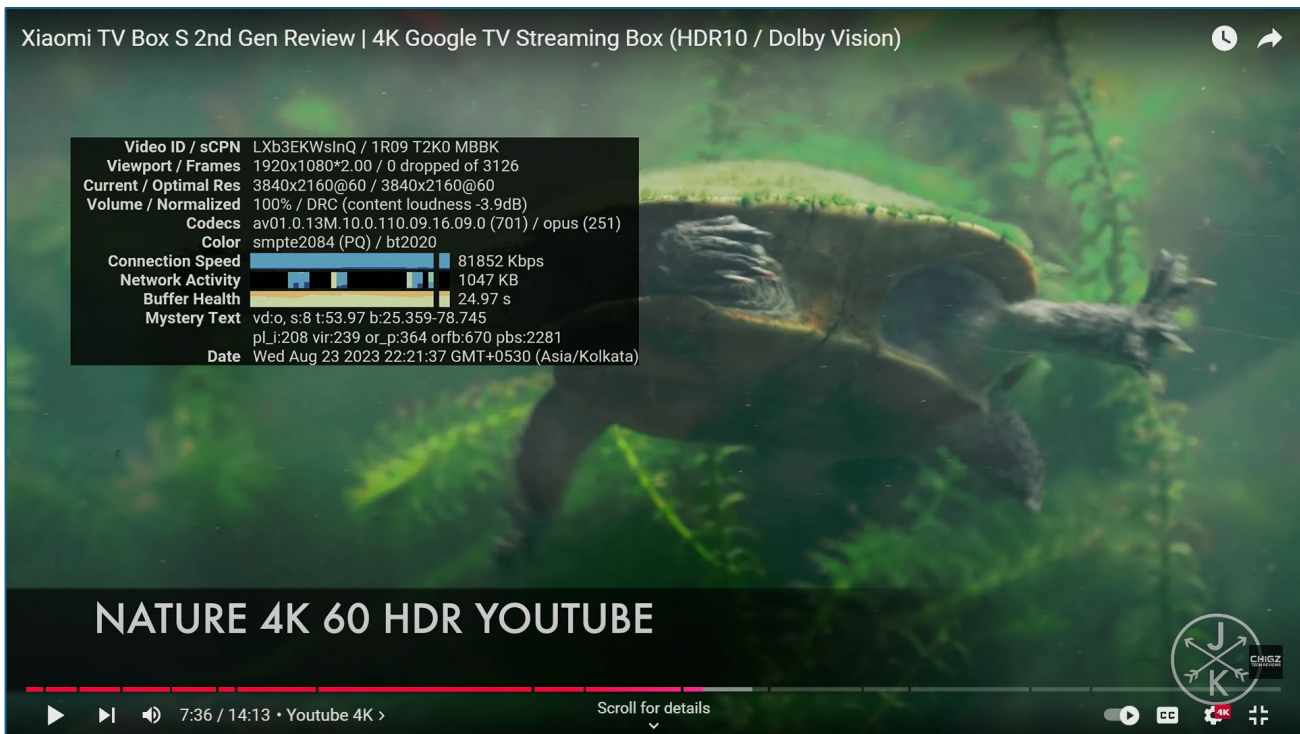 Xiaomi TV Box S 2nd Gen Review | 4K Google TV Streaming Box (HDR10 / Dolby Vision)
Video ID / sCPN LXb3EKWsInQ / 1R09 T2K0 MBBK
Viewport / Frames 1920x1080*2.00 / 0 dropped of 3126
Current / Optimal Res 3840x2160@60 / 3840x2160@60
Volume / Normalized 100% / DRC (content loudness -3.9dB)
Codecs av01.0.13M.10.0.110.09.16.09.0 (701) / opus (251)
Color smpte2084 (PQ) / bt2020
Connection Speed 81852 Kbps
Network Activity 1047 KB
Buffer Health 24.97 s
Mystery Text vd:o, s:8 t:53.97 b:25.359-78.745
pl_i:208 vir:239 or_p:364 orfb:670 pbs:2281
Date Wed Aug 23 2023 22:21:37 GMT+0530 (Asia/Kolkata)
NATURE 4K 60 HDR YOUTUBE
J
K
CHIGZ
TECH REVIEWS
7:36 / 14:13 • Youtube 4K ›
Scroll for details
CC
4K